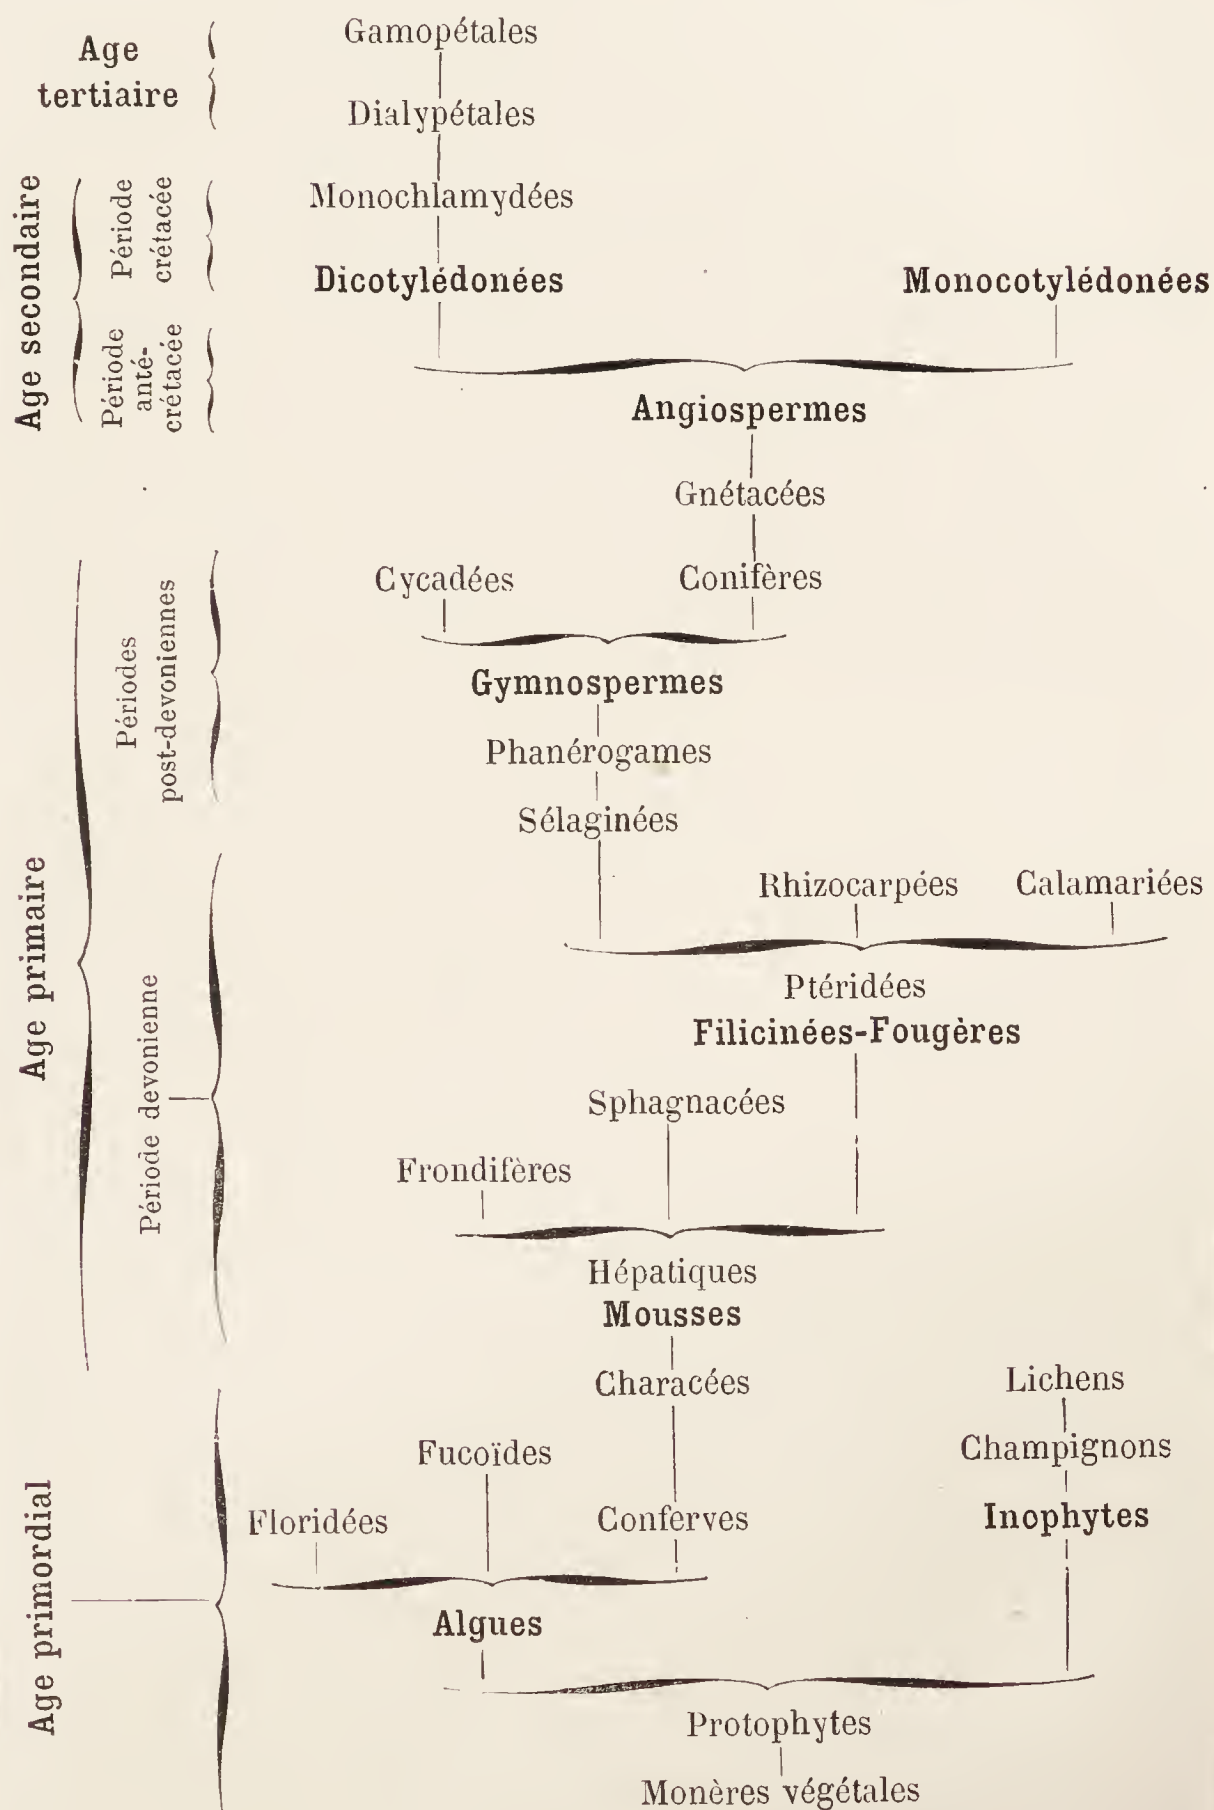 Age
tertiaire
Gamopétales
Dialypétales
Age secondaire
Période
crétacée
Monochlamydées
Dicotylédonées
Monocotylédonées
Période
anté-
crétacée
Angiospermes
Gnétacées
Age primaire
Périodes
post-devoniennes
Cycadées
Conifères
Gymnospermes
Phanérogames
Sélaginées
Période devonienne
Rhizocarpées
Calamariées
Ptéridées
Filicinées-Fougères
Sphagnacées
Frondifères
Hépatiques
Mousses
Age primordial
Characées
Lichens
Fucoïdes
Champignons
Floridées
Conferves
Inophytes
Algues
Protophytes
Monères végétales